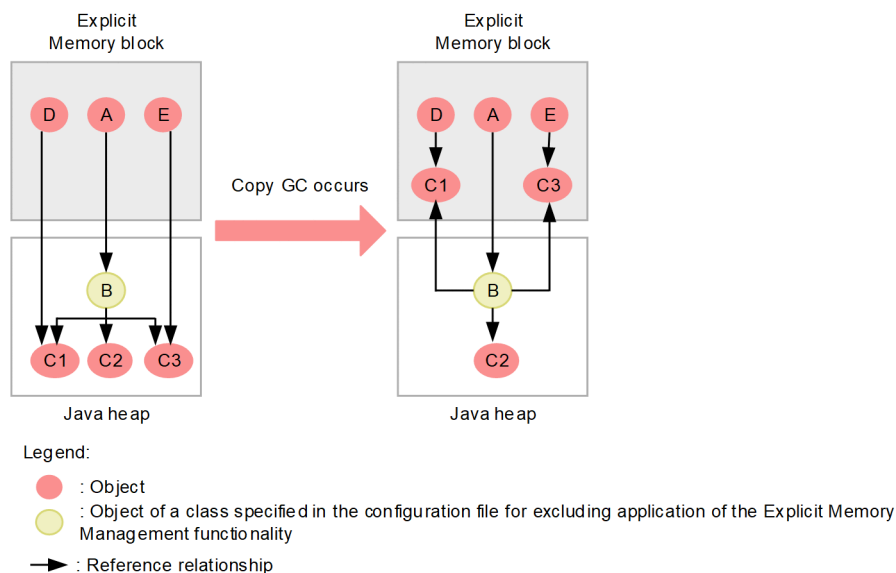 Explicit
Memory block
Explicit
Memory block
D
A
E
D
A
E
Copy GC occurs
C1
C3
B
B
C1
C2
C3
C2
Java heap
Java heap
Legend:
: Object
: Object of a class specified in the configuration file for excluding application of the Explicit Memory
Management functionality
: Reference relationship